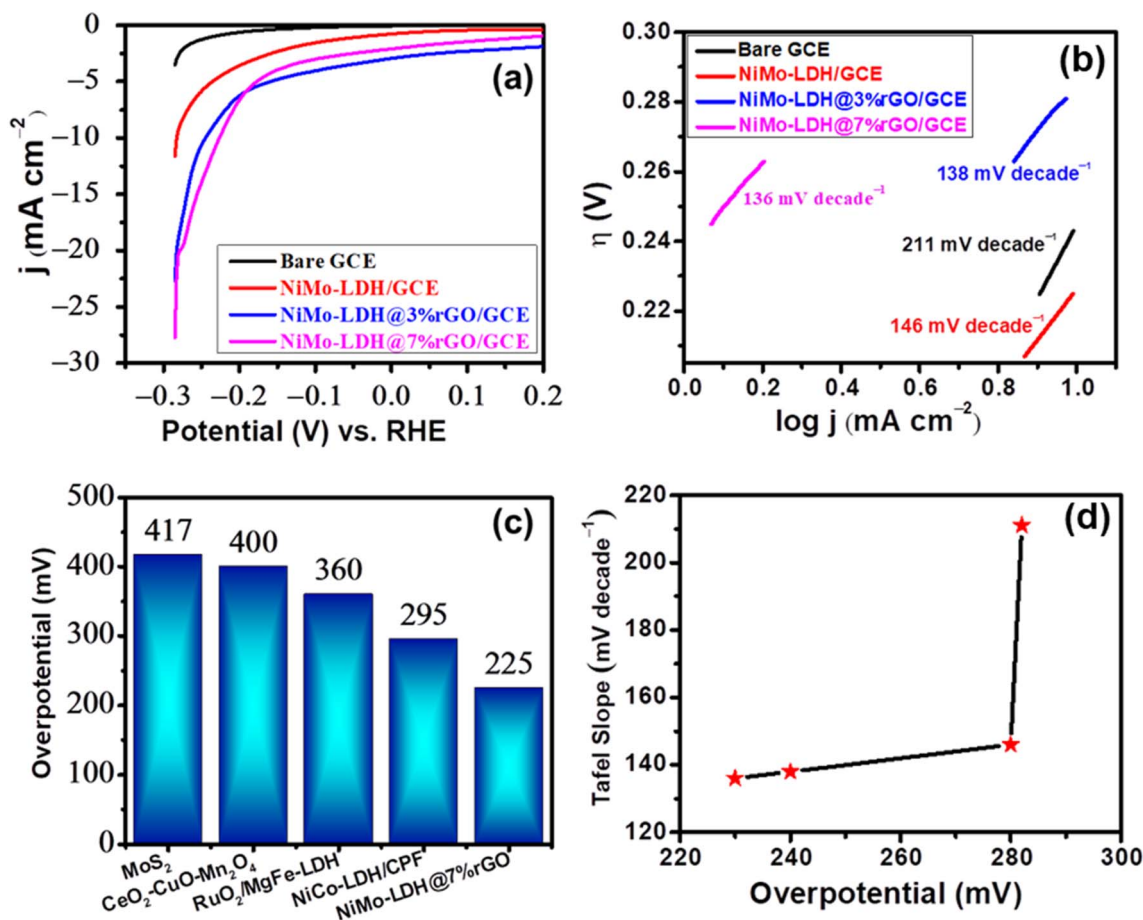 (a)
0
−5
−10
−15
−20
−25
−30
j (mA cm⁻²)
Bare GCE
NiMo-LDH/GCE
NiMo-LDH@3%rGO/GCE
NiMo-LDH@7%rGO/GCE
−0.3 −0.2 −0.1 0.0 0.1 0.2
Potential (V) vs. RHE
(b)
0.30
0.28
0.26
0.24
0.22
η (V)
Bare GCE
NiMo-LDH/GCE
NiMo-LDH@3%rGO/GCE
NiMo-LDH@7%rGO/GCE
138 mV decade⁻¹
136 mV decade⁻¹
211 mV decade⁻¹
146 mV decade⁻¹
0.0 0.2 0.4 0.6 0.8 1.0
log j (mA cm⁻²)
(c)
500
400
300
200
100
0
Overpotential (mV)
417
400
360
295
225
MoS₂
CeO₂-CuO-Mn₂O₄
RuO₂/MgFe-LDH
NiCo-LDH/CPF
NiMo-LDH@7%rGO
(d)
220
200
180
160
140
120
Tafel Slope (mV decade⁻¹)
220 240 260 280 300
Overpotential (mV)